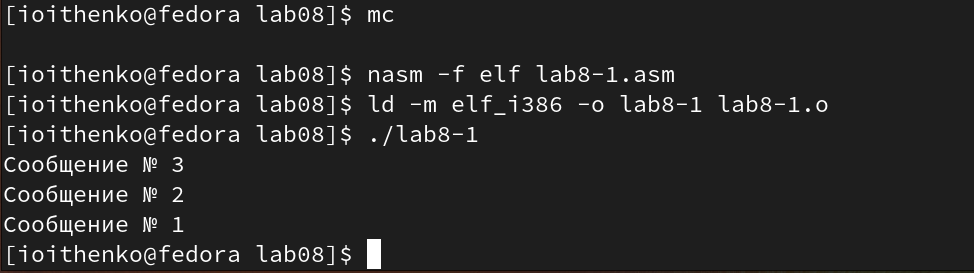 [ioithenko@fedora lab08]$ mc
[ioithenko@fedora lab08]$ nasm -f elf lab8-1.asm
[ioithenko@fedora lab08]$ ld -m elf_i386 -o lab8-1 lab8-1.o
[ioithenko@fedora lab08]$ ./lab8-1
Сообщение № 3
Сообщение № 2
Сообщение № 1
[ioithenko@fedora lab08]$